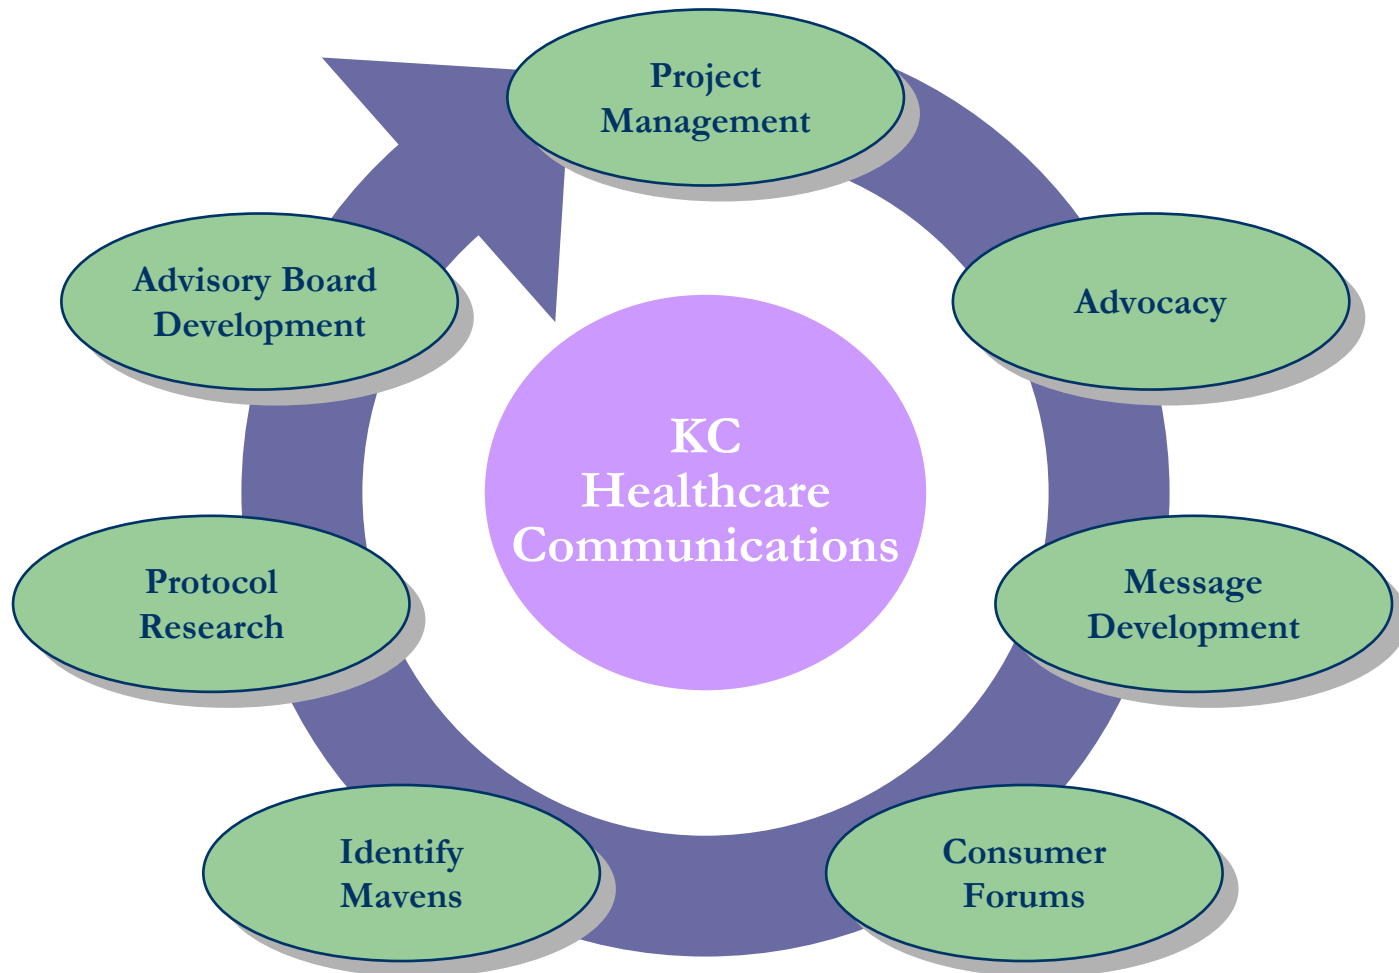 Project
Management
Advocacy
Message
Development
Consumer
Forums
Identify
Mavens
Protocol
Research
Advisory Board
Development
KC
Healthcare
Communications